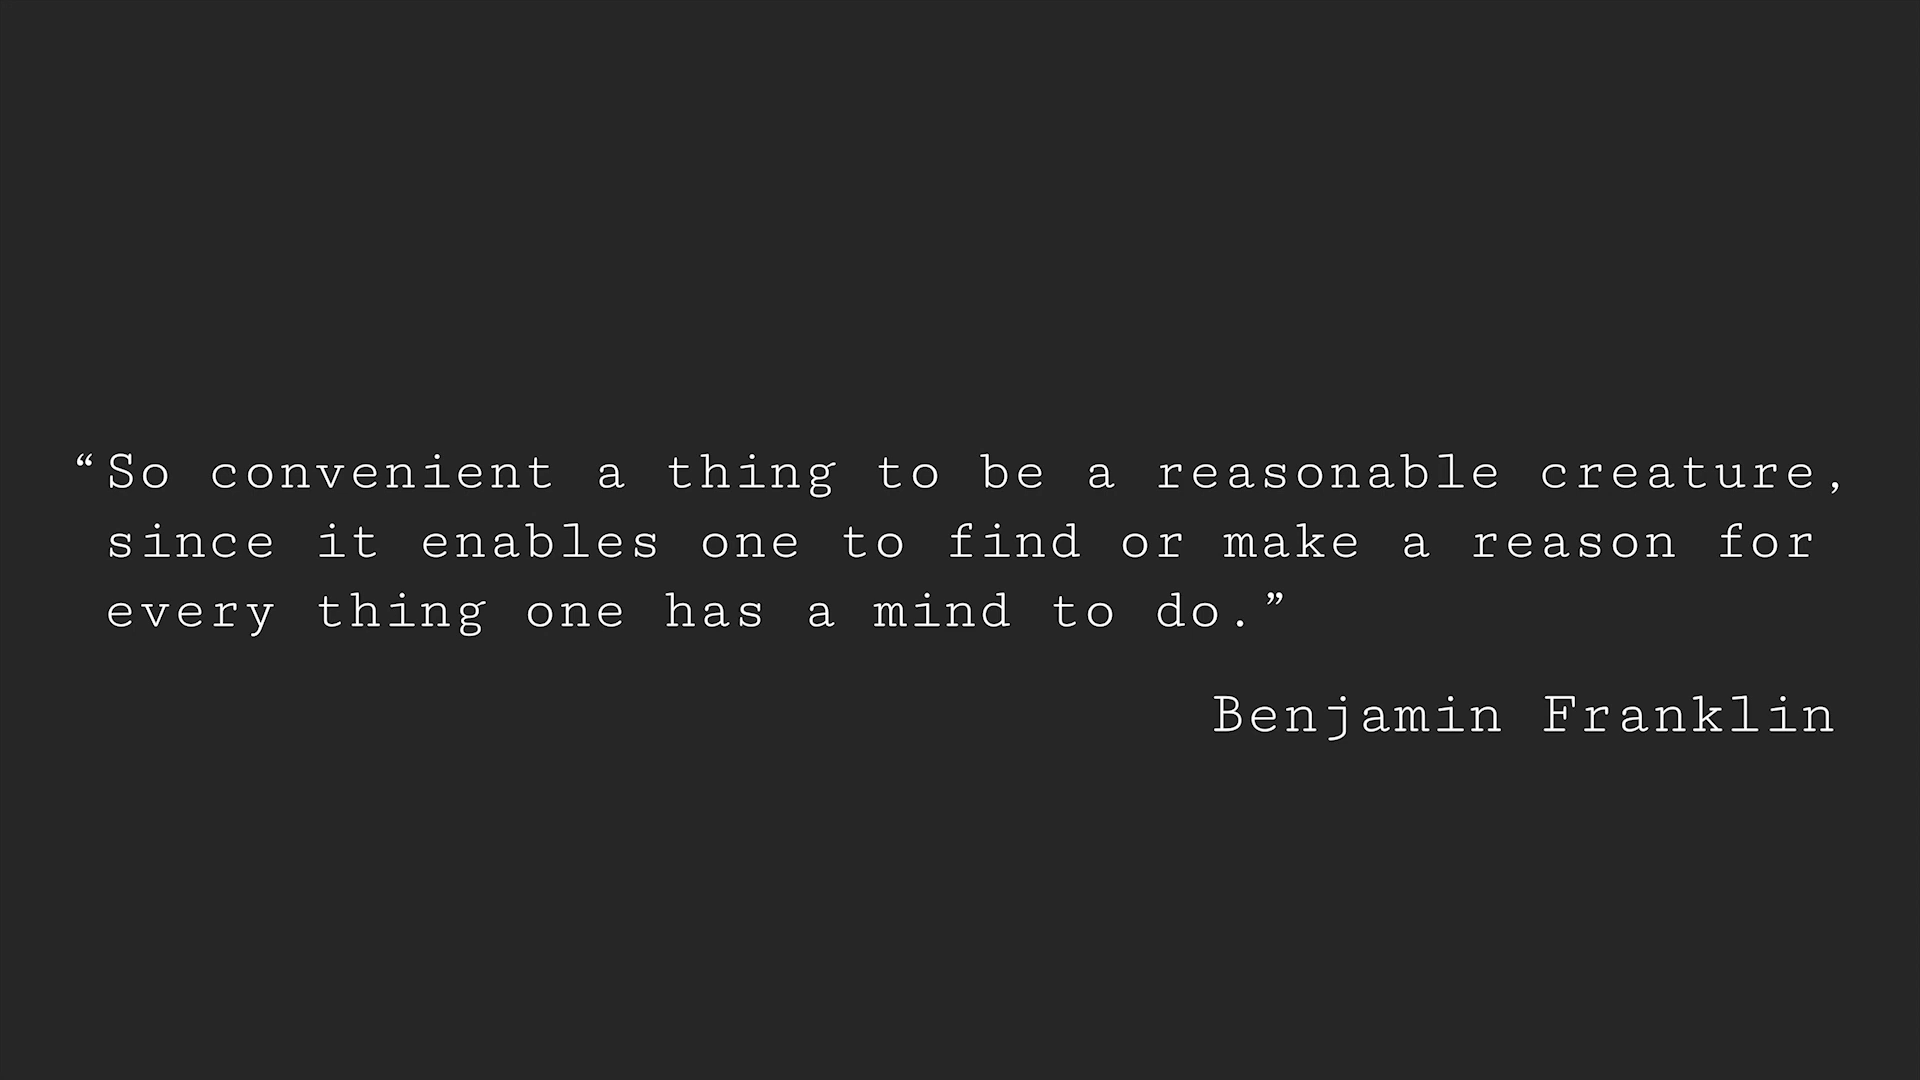 “So convenient a thing to be a reasonable creature,
since it enables one to find or make a reason for
every thing one has a mind to do.”
Benjamin Franklin